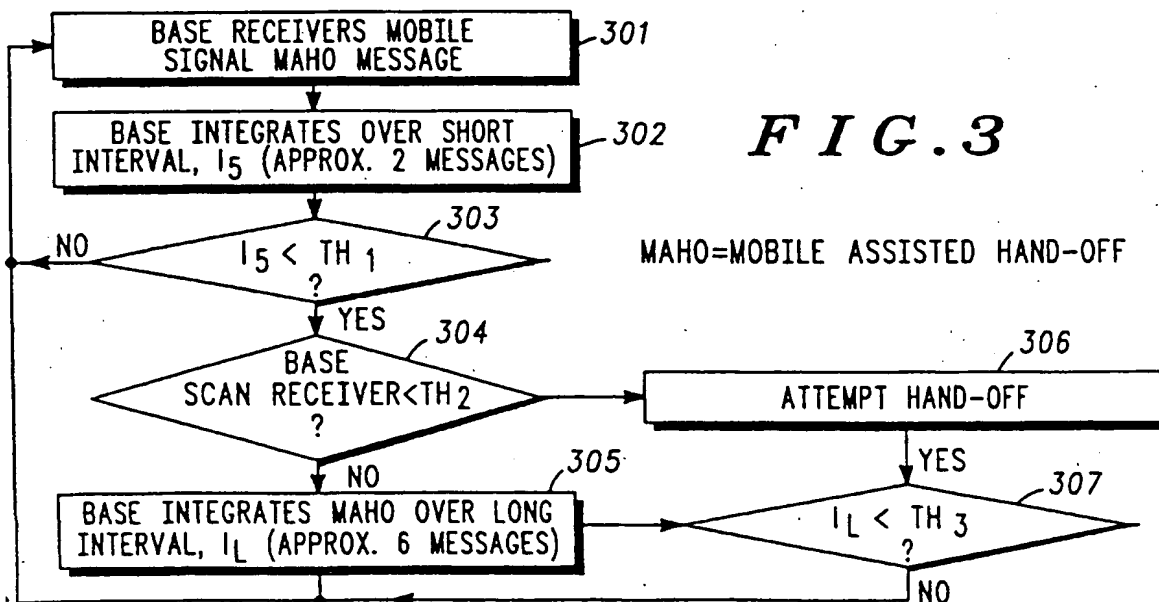 BASE RECEIVERS MOBILE
SIGNAL MAHO MESSAGE
301
BASE INTEGRATES OVER SHORT
INTERVAL, I5 (APPROX. 2 MESSAGES)
302
FIG.3
303
NO
I5 < TH1
?
MAHO=MOBILE ASSISTED HAND-OFF
YES
304
BASE
SCAN RECEIVER<TH2
?
306
ATTEMPT HAND-OFF
NO
305
YES
307
BASE INTEGRATES MAHO OVER LONG
INTERVAL, IL (APPROX. 6 MESSAGES)
IL < TH3
?
NO